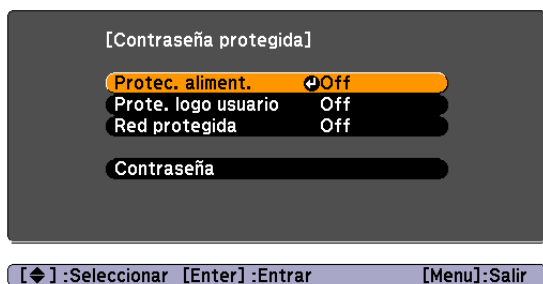 [Contraseña protegida]
Protec. aliment. Off
Prote. logo usuario Off
Red protegida Off
Contraseña
[ ] :Seleccionar [Enter] :Entrar [Menu]:Salir